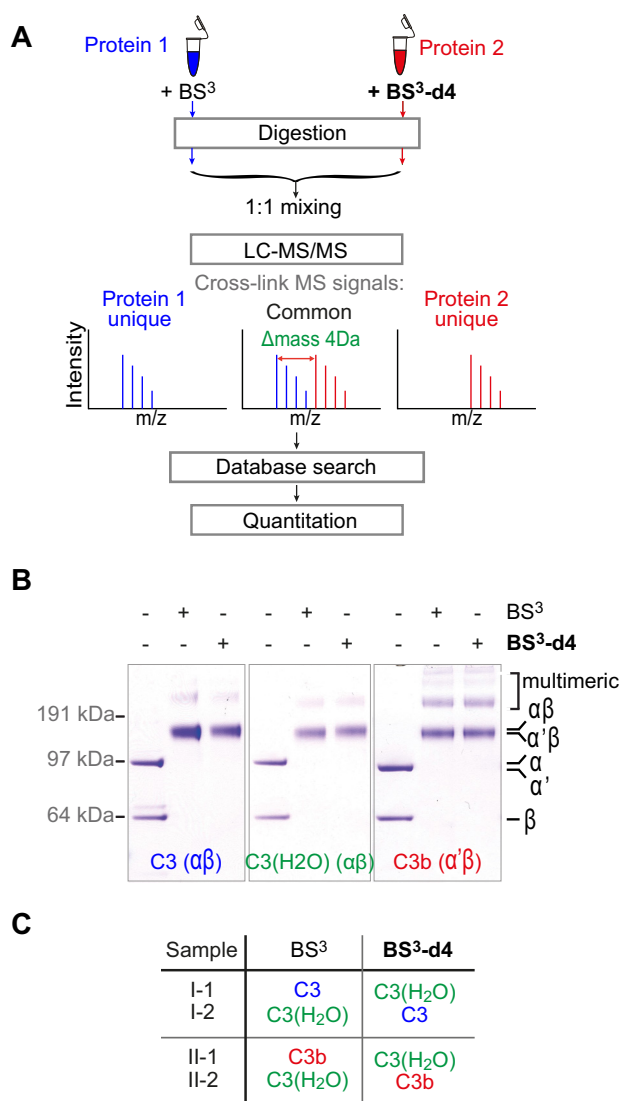 A
Protein 1
Protein 2
+ BS³
+ BS³-d4
Digestion
1:1 mixing
LC-MS/MS
Cross-link MS signals:
Protein 1 unique
Common
Δmass 4Da
Protein 2 unique
Intensity
m/z
m/z
m/z
Database search
Quantitation
B
- + - - + - - + - BS³
- - + - - + - - + BS³-d4
multimeric
191 kDa
αβ
α'β
97 kDa
α
α'
64 kDa
β
C3 (αβ)
C3(H2O) (αβ)
C3b (α'β)
C
Sample BS³ BS³-d4
I-1 C3 C3(H₂O)
I-2 C3(H₂O) C3
II-1 C3b C3(H₂O)
II-2 C3(H₂O) C3b